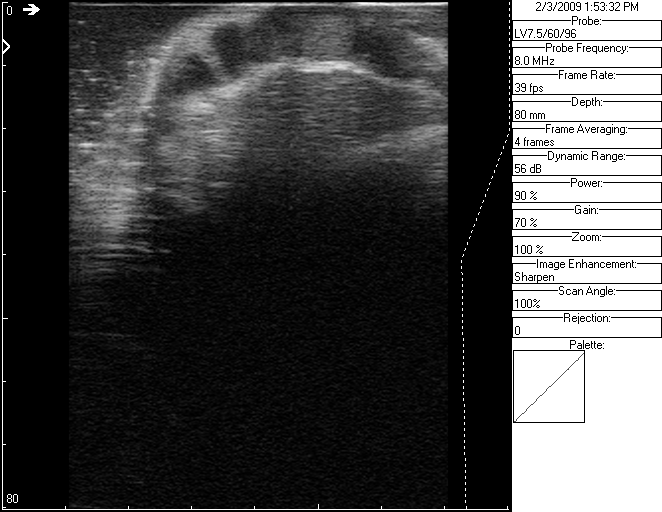 0
80
2/3/2009 1:53:32 PM
Probe:
LV7.5/60/96
Probe Frequency:
8.0 MHz
Frame Rate:
39 fps
Depth:
80 mm
Frame Averaging:
4 frames
Dynamic Range:
56 dB
Power:
90 %
Gain:
70 %
Zoom:
100 %
Image Enhancement:
Sharpen
Scan Angle:
100%
Rejection:
0
Palette: